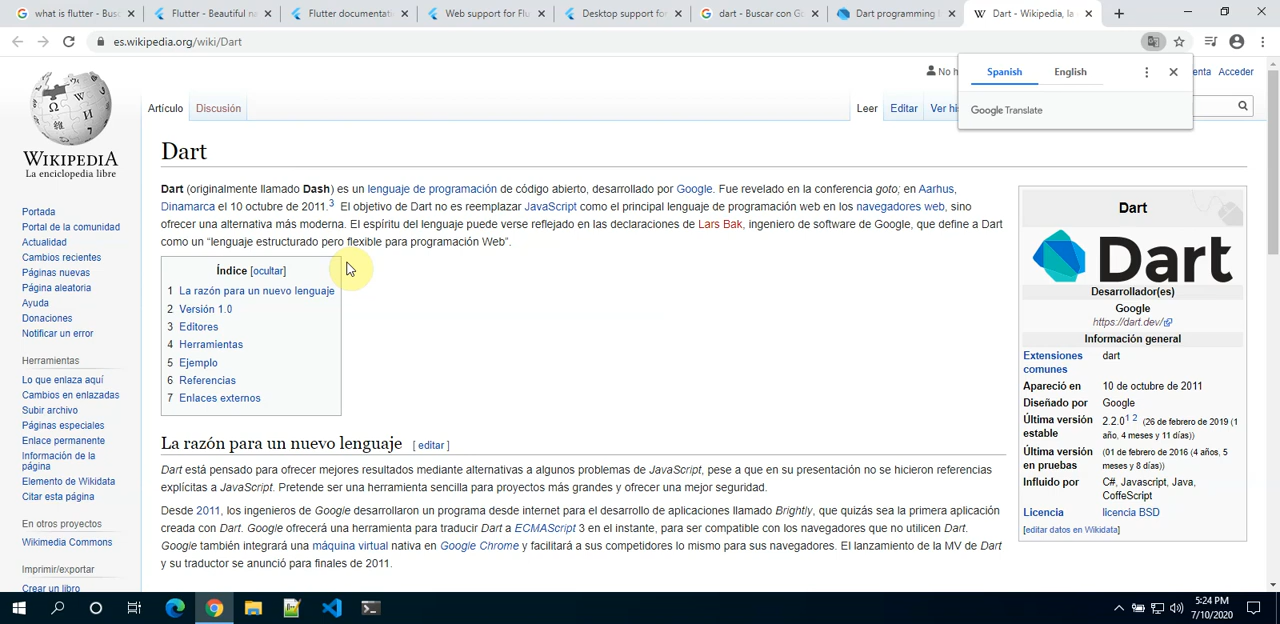 what is flutter - Busc
Flutter - Beautiful n
Flutter documentati
Web support for Flu
Desktop support for
dart - Buscar con Go
Dart programming l
Dart - Wikipedia, la
es.wikipedia.org/wiki/Dart
Spanish
English
Google Translate
No h
enta
Acceder
Artículo
Discusión
Leer
Editar
Ver his
WIKIPEDIA
La enciclopedia libre
Portada
Portal de la comunidad
Actualidad
Cambios recientes
Páginas nuevas
Página aleatoria
Ayuda
Donaciones
Notificar un error
Herramientas
Lo que enlaza aquí
Cambios en enlazadas
Subir archivo
Páginas especiales
Enlace permanente
Información de la
página
Elemento de Wikidata
Citar esta página
En otros proyectos
Wikimedia Commons
Imprimir/exportar
Crear un libro
Dart
Dart (originalmente llamado Dash) es un lenguaje de programación de código abierto, desarrollado por Google. Fue revelado en la conferencia goto; en Aarhus,
Dinamarca el 10 octubre de 2011.3 El objetivo de Dart no es reemplazar JavaScript como el principal lenguaje de programación web en los navegadores web, sino
ofrecer una alternativa más moderna. El espíritu del lenguaje puede verse reflejado en las declaraciones de Lars Bak, ingeniero de software de Google, que define a Dart
como un "lenguaje estructurado pero flexible para programación Web".
Índice [ocultar]
1 La razón para un nuevo lenguaje
2 Versión 1.0
3 Editores
4 Herramientas
5 Ejemplo
6 Referencias
7 Enlaces externos
La razón para un nuevo lenguaje [ editar ]
Dart está pensado para ofrecer mejores resultados mediante alternativas a algunos problemas de JavaScript, pese a que en su presentación no se hicieron referencias
explícitas a JavaScript. Pretende ser una herramienta sencilla para proyectos más grandes y ofrecer una mejor seguridad.
Desde 2011, los ingenieros de Google desarrollaron un programa desde internet para el desarrollo de aplicaciones llamado Brightly, que quizás sea la primera aplicación
creada con Dart. Google ofrecerá una herramienta para traducir Dart a ECMAScript 3 en el instante, para ser compatible con los navegadores que no utilicen Dart.
Google también integrará una máquina virtual nativa en Google Chrome y facilitará a sus competidores lo mismo para sus navegadores. El lanzamiento de la MV de Dart
y su traductor se anunció para finales de 2011.
Dart
Dart
Desarrollador(es)
Google
https://dart.dev/
Información general
Extensiones comunes dart
Apareció en 10 de octubre de 2011
Diseñado por Google
Última versión estable 2.2.01 2 (26 de febrero de 2019 (1 año, 4 meses y 11 días))
Última versión en pruebas (01 de febrero de 2016 (4 años, 5 meses y 8 días))
Influido por C#, Javascript, Java, CoffeScript
Licencia licencia BSD
[editar datos en Wikidata]
5:24 PM
7/10/2020